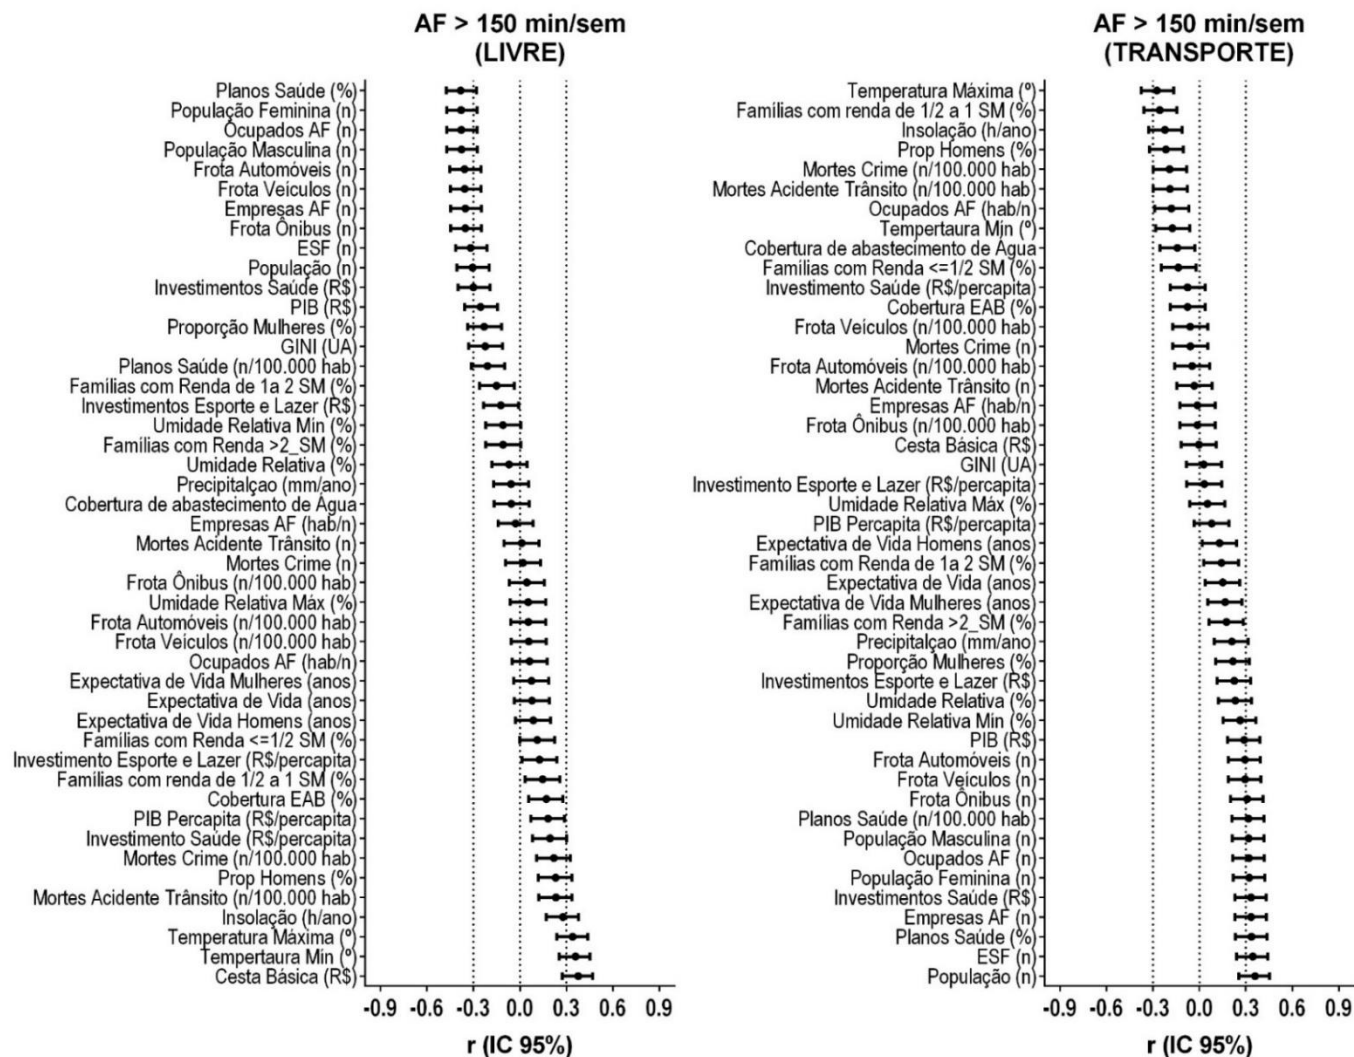 AF > 150 min/sem
(LIVRE)
Planos Saúde (%)
População Feminina (n)
Ocupados AF (n)
População Masculina (n)
Frota Automóveis (n)
Frota Veículos (n)
Empresas AF (n)
Frota Ônibus (n)
ESF (n)
População (n)
Investimentos Saúde (R$)
PIB (R$)
Proporção Mulheres (%)
GINI (UA)
Planos Saúde (n/100.000 hab)
Famílias com Renda de 1a 2 SM (%)
Investimentos Esporte e Lazer (R$)
Umidade Relativa Mín (%)
Famílias com Renda >2_SM (%)
Umidade Relativa (%)
Precipitalçao (mm/ano)
Cobertura de abastecimento de Água
Empresas AF (hab/n)
Mortes Acidente Trânsito (n)
Mortes Crime (n)
Frota Ônibus (n/100.000 hab)
Umidade Relativa Máx (%)
Frota Automóveis (n/100.000 hab)
Frota Veículos (n/100.000 hab)
Ocupados AF (hab/n)
Expectativa de Vida Mulheres (anos)
Expectativa de Vida (anos)
Expectativa de Vida Homens (anos)
Famílias com Renda <=1/2 SM (%)
Investimento Esporte e Lazer (R$/percapita)
Famílias com renda de 1/2 a 1 SM (%)
Cobertura EAB (%)
PIB Percapita (R$/percapita)
Investimento Saúde (R$/percapita)
Mortes Crime (n/100.000 hab)
Prop Homens (%)
Mortes Acidente Trânsito (n/100.000 hab)
Insolação (h/ano)
Temperatura Máxima (º)
Tempertaura Min (º)
Cesta Básica (R$)
-0.9 -0.6 -0.3 0.0 0.3 0.6 0.9
r (IC 95%)
AF > 150 min/sem
(TRANSPORTE)
Temperatura Máxima (º)
Famílias com renda de 1/2 a 1 SM (%)
Insolação (h/ano)
Prop Homens (%)
Mortes Crime (n/100.000 hab)
Mortes Acidente Trânsito (n/100.000 hab)
Ocupados AF (hab/n)
Tempertaura Min (º)
Cobertura de abastecimento de Água
Famílias com Renda <=1/2 SM (%)
Investimento Saúde (R$/percapita)
Cobertura EAB (%)
Frota Veículos (n/100.000 hab)
Mortes Crime (n)
Frota Automóveis (n/100.000 hab)
Mortes Acidente Trânsito (n)
Empresas AF (hab/n)
Frota Ônibus (n/100.000 hab)
Cesta Básica (R$)
GINI (UA)
Investimento Esporte e Lazer (R$/percapita)
Umidade Relativa Máx (%)
PIB Percapita (R$/percapita)
Expectativa de Vida Homens (anos)
Famílias com Renda de 1a 2 SM (%)
Expectativa de Vida (anos)
Expectativa de Vida Mulheres (anos)
Famílias com Renda >2_SM (%)
Precipitalçao (mm/ano)
Proporção Mulheres (%)
Investimentos Esporte e Lazer (R$)
Umidade Relativa (%)
Umidade Relativa Min (%)
PIB (R$)
Frota Automóveis (n)
Frota Veículos (n)
Frota Ônibus (n)
Planos Saúde (n/100.000 hab)
População Masculina (n)
Ocupados AF (n)
População Feminina (n)
Investimentos Saúde (R$)
Empresas AF (n)
Planos Saúde (%)
ESF (n)
População (n)
-0.9 -0.6 -0.3 0.0 0.3 0.6 0.9
r (IC 95%)